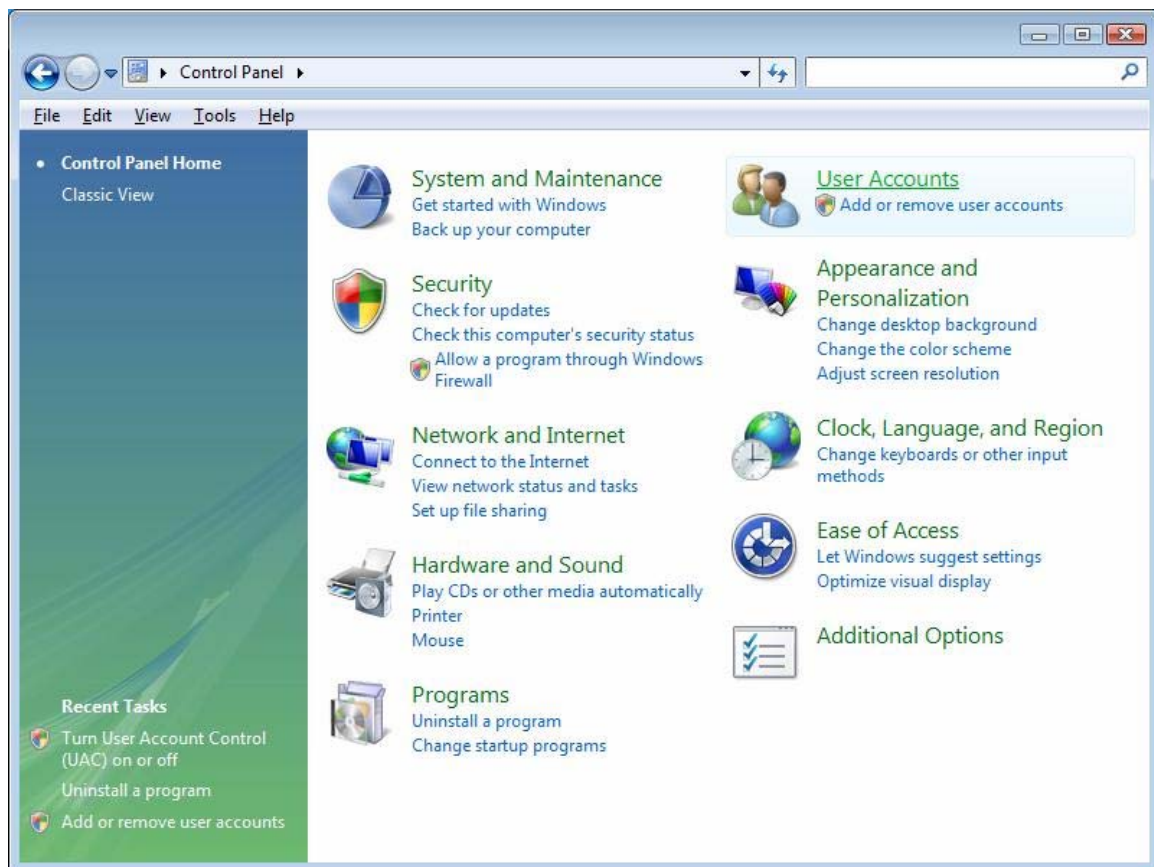 Control Panel
File Edit View Tools Help
Control Panel Home
Classic View
System and Maintenance
Get started with Windows
Back up your computer
Security
Check for updates
Check this computer's security status
Allow a program through Windows
Firewall
Network and Internet
Connect to the Internet
View network status and tasks
Set up file sharing
Hardware and Sound
Play CDs or other media automatically
Printer
Mouse
Programs
Uninstall a program
Change startup programs
User Accounts
Add or remove user accounts
Appearance and
Personalization
Change desktop background
Change the color scheme
Adjust screen resolution
Clock, Language, and Region
Change keyboards or other input
methods
Ease of Access
Let Windows suggest settings
Optimize visual display
Additional Options
Recent Tasks
Turn User Account Control
(UAC) on or off
Uninstall a program
Add or remove user accounts